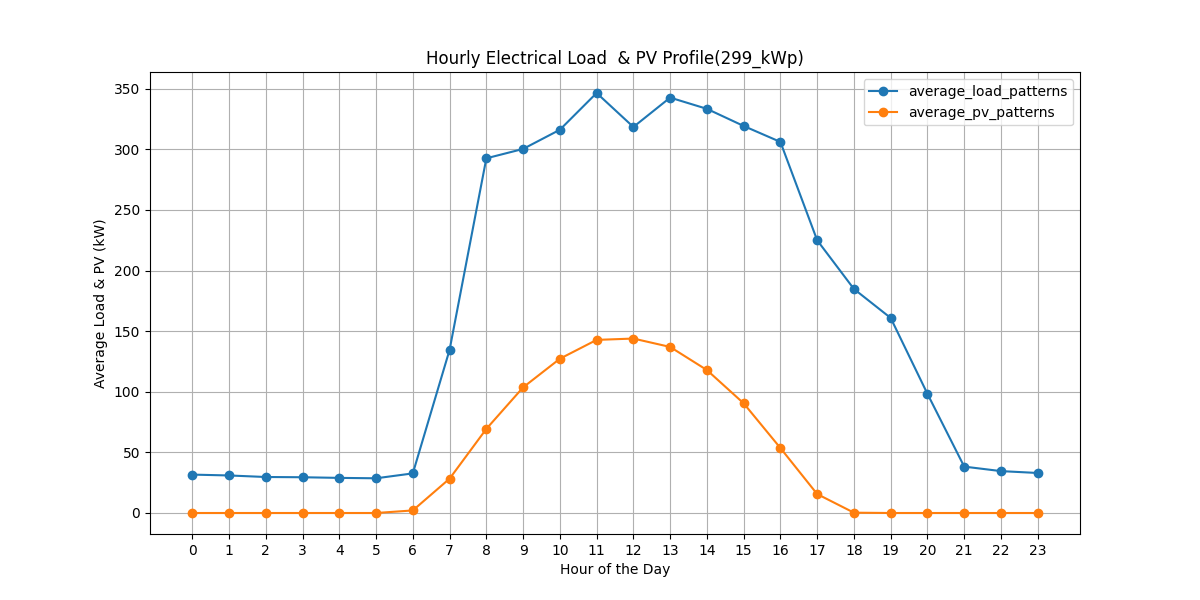 Hourly Electrical Load  & PV Profile(299_kWp)
average_load_patterns
average_pv_patterns
Average Load & PV (kW)
350
300
250
200
150
100
50
0
0 1 2 3 4 5 6 7 8 9 10 11 12 13 14 15 16 17 18 19 20 21 22 23
Hour of the Day